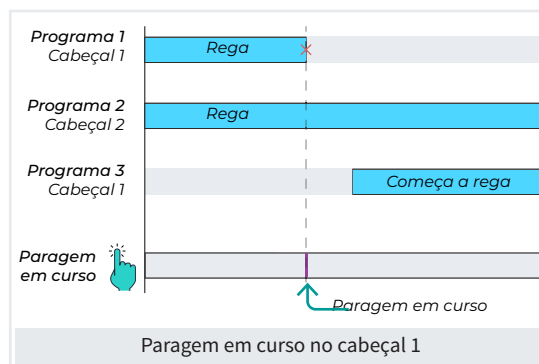 Programa 1
Cabeçal 1
Rega
Programa 2
Cabeçal 2
Rega
Programa 3
Cabeçal 1
Começa a rega
Paragem
em curso
Paragem em curso
Paragem em curso no cabeçal 1